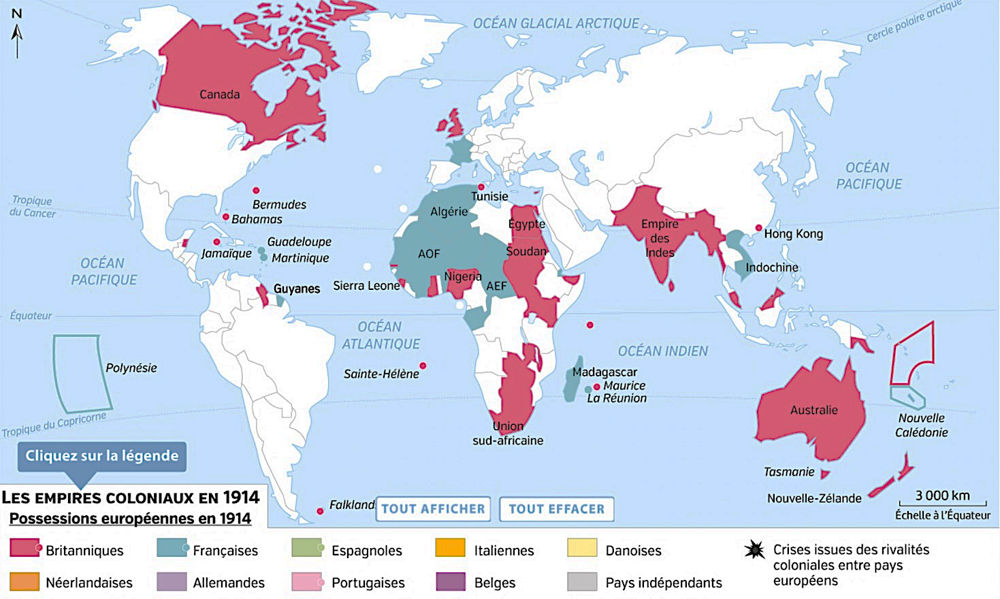 N
OCÉAN GLACIAL ARCTIQUE
Cercle polaire arctique
Canada
OCÉAN
PACIFIQUE
Tropique
du Cancer
Bermudes
Bahamas
Tunisie
Algérie
Égypte
Empire
des
Indes
Hong Kong
Guadeloupe
Jamaïque
Martinique
AOF
Soudan
OCÉAN
PACIFIQUE
Indochine
Nigeria
Sierra Leone
AEF
Guyanes
Équateur
OCÉAN
ATLANTIQUE
OCÉAN INDIEN
Polynésie
Sainte-Hélène
Madagascar
Maurice
La Réunion
Australie
Tropique du Capricorne
Union
sud-africaine
Nouvelle
Calédonie
Cliquez sur la légende
Tasmanie
Nouvelle-Zélande
3 000 km
Échelle à l'Équateur
Falkland
TOUT AFFICHER
TOUT EFFACER
LES EMPIRES COLONIAUX EN 1914
Possessions européennes en 1914
Britanniques
Françaises
Espagnoles
Italiennes
Danoises
Néerlandaises
Allemandes
Portugaises
Belges
Pays indépendants
Crises issues des rivalités
coloniales entre pays
européens